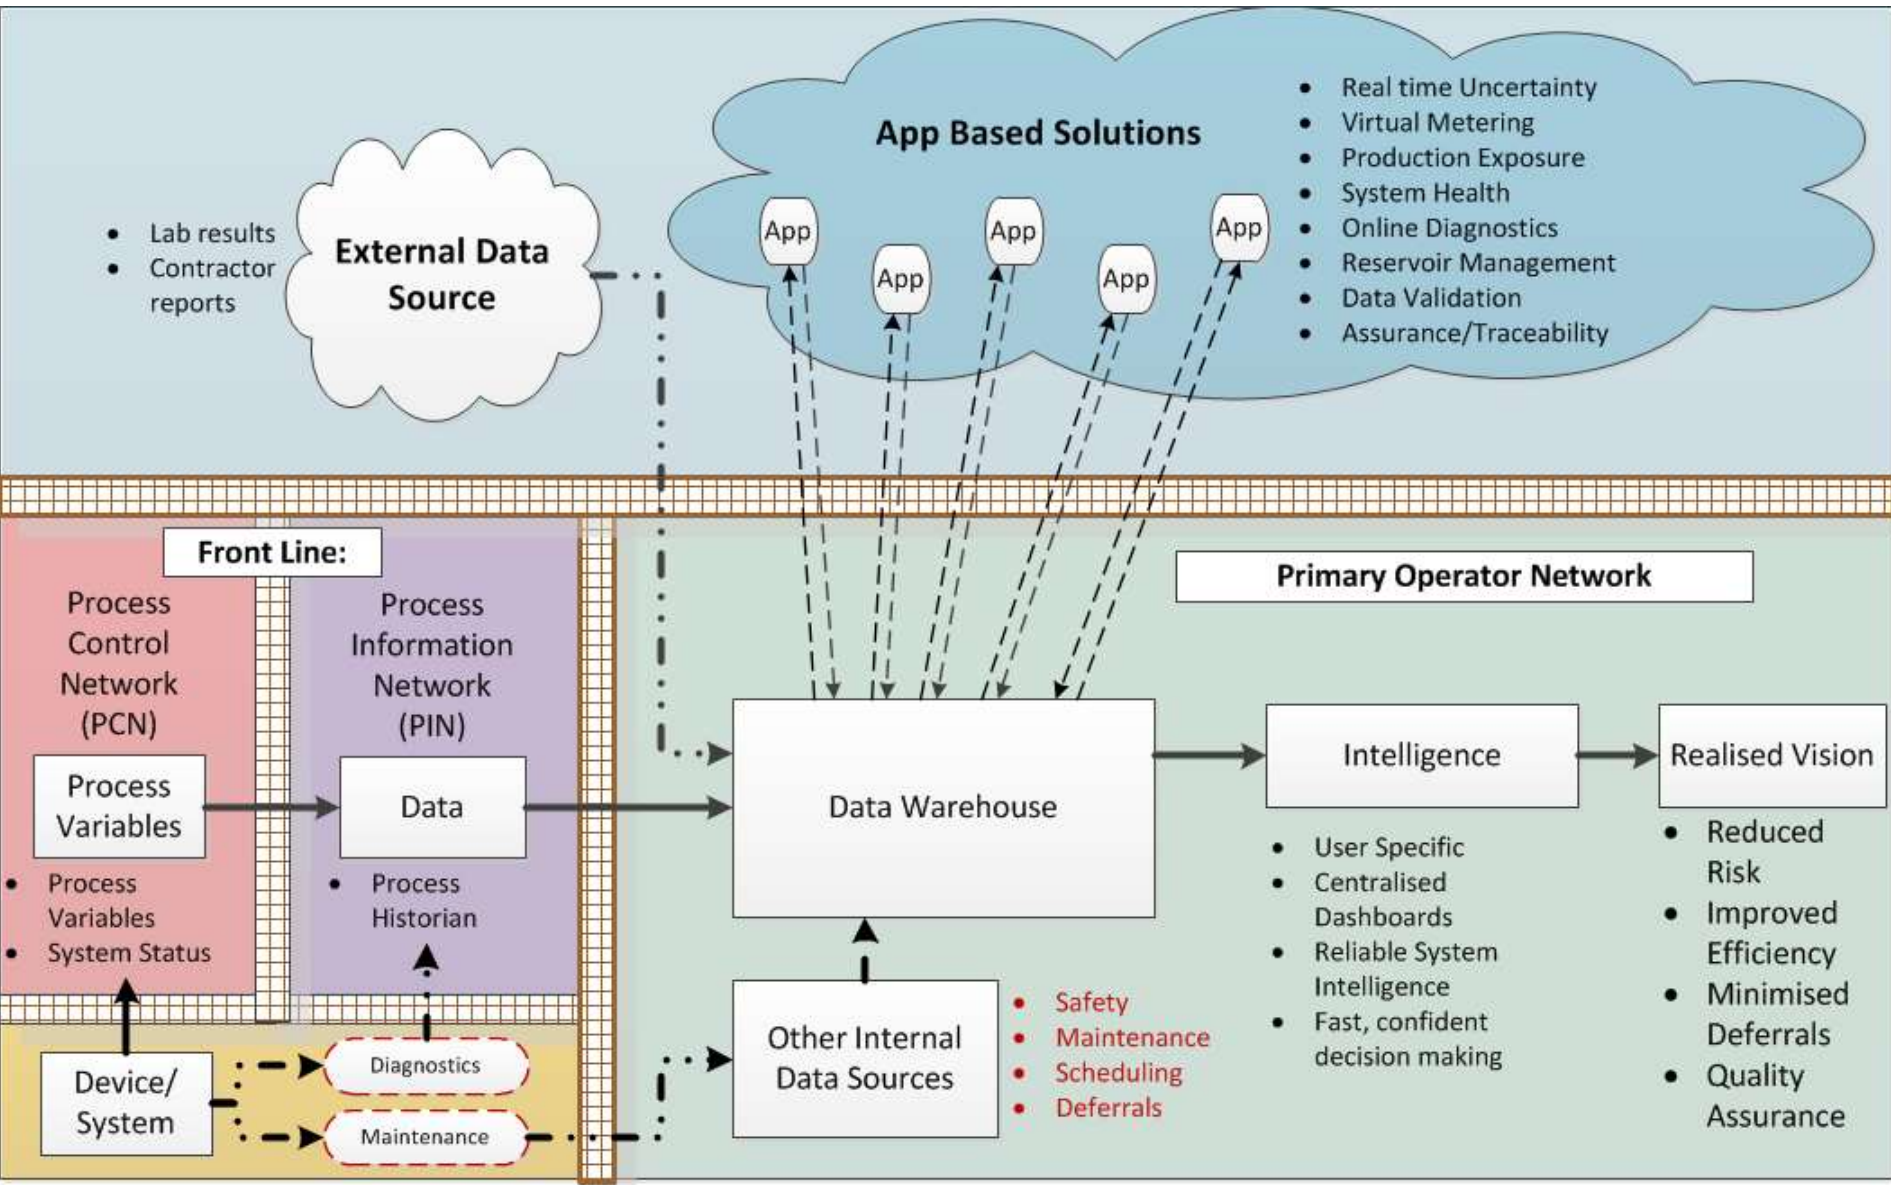 App Based Solutions
• Real time Uncertainty
• Virtual Metering
• Production Exposure
• System Health
• Online Diagnostics
• Reservoir Management
• Data Validation
• Assurance/Traceability
App
App
App
App
App
• Lab results
• Contractor
reports
External Data
Source
Front Line:
Process
Control
Network
(PCN)
Process
Variables
• Process
Variables
• System Status
Process
Information
Network
(PIN)
Data
• Process
Historian
Device/
System
Diagnostics
Maintenance
Primary Operator Network
Data Warehouse
Other Internal
Data Sources
• Safety
• Maintenance
• Scheduling
• Deferrals
Intelligence
• User Specific
• Centralised
Dashboards
• Reliable System
Intelligence
• Fast, confident
decision making
Realised Vision
• Reduced
Risk
• Improved
Efficiency
• Minimised
Deferrals
• Quality
Assurance